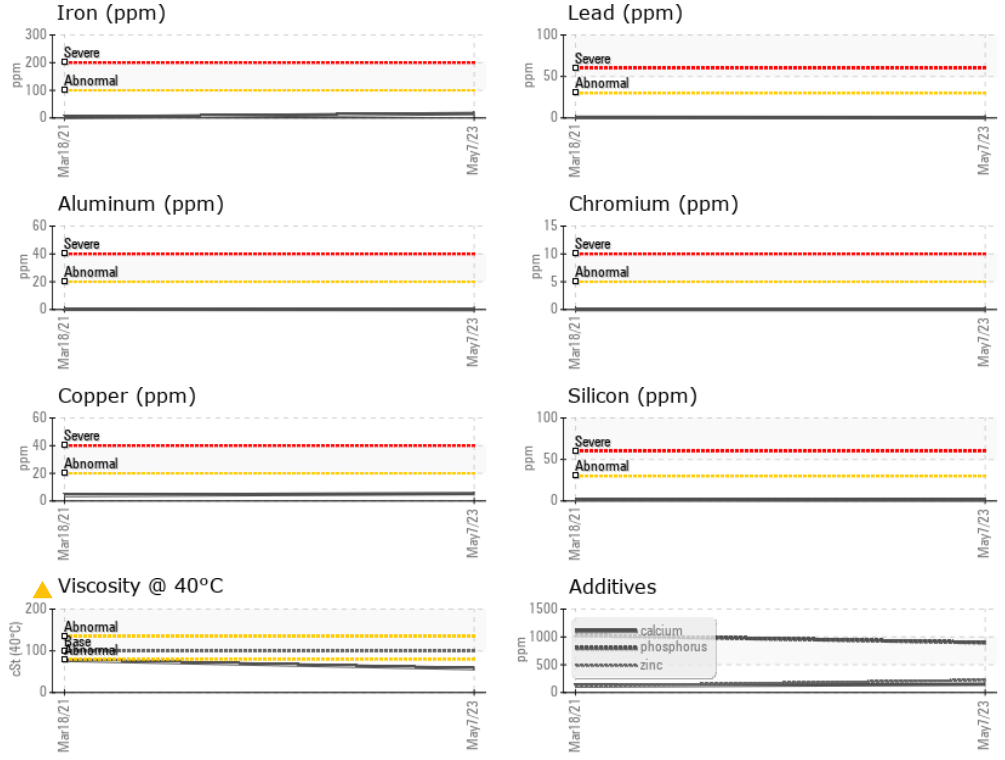 Iron (ppm)
300
200
100
0
ppm
Severe
Abnormal
Mar18/21
May7/23
Lead (ppm)
100
50
0
ppm
Severe
Abnormal
Mar18/21
May7/23
Aluminum (ppm)
60
40
20
0
ppm
Severe
Abnormal
Mar18/21
May7/23
Chromium (ppm)
15
10
5
0
ppm
Severe
Abnormal
Mar18/21
May7/23
Copper (ppm)
60
40
20
0
ppm
Severe
Abnormal
Mar18/21
May7/23
Silicon (ppm)
100
50
0
ppm
Severe
Abnormal
Mar18/21
May7/23
Viscosity @ 40°C
200
100
0
cSt (40°C)
Abnormal
Base
Abnormal
Mar18/21
May7/23
Additives
1500
1000
500
0
ppm
calcium
phosphorus
zinc
Mar18/21
May7/23